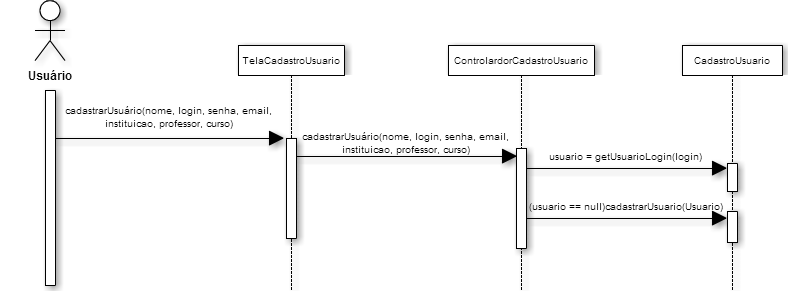 Usuário
TelaCadastroUsuario
ControlardorCadastroUsuario
CadastroUsuario
cadastrarUsuário(nome, login, senha, email,
instituicao, professor, curso)
cadastrarUsuário(nome, login, senha, email,
instituicao, professor, curso)
usuario = getUsuarioLogin(login)
(usuario == null)cadastrarUsuario(Usuario)